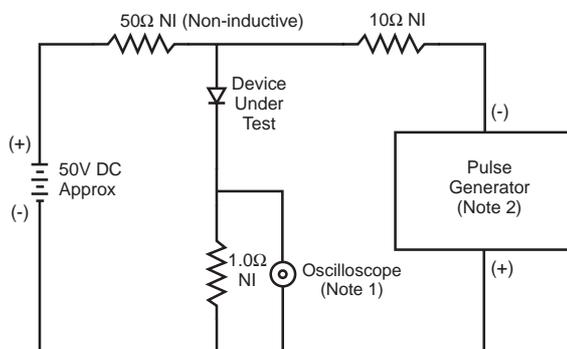 50Ω NI (Non-inductive)
10Ω NI
Device
Under
Test
(-)
(+)
50V DC
Approx
(-)
Pulse
Generator
(Note 2)
1.0Ω
NI
Oscilloscope
(Note 1)
(+)